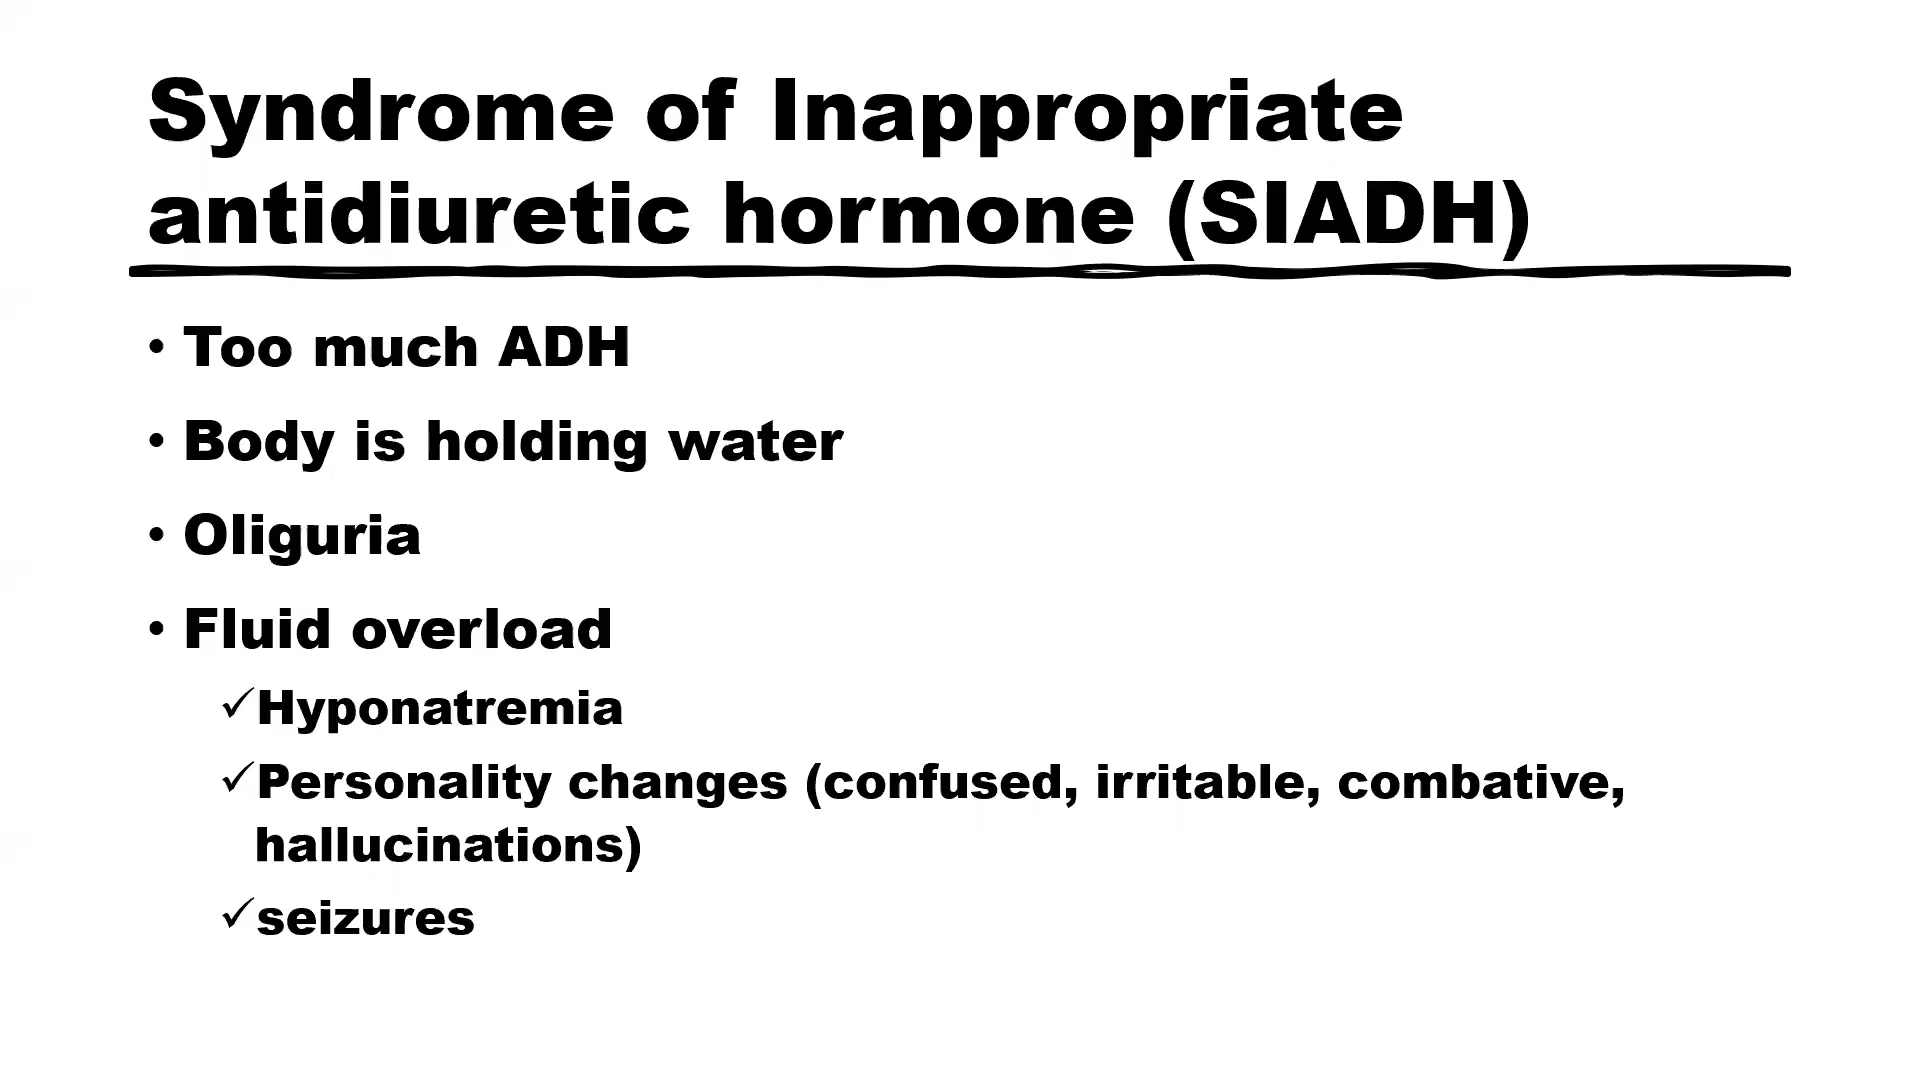 Syndrome of Inappropriate
antidiuretic hormone (SIADH)
• Too much ADH
• Body is holding water
• Oliguria
• Fluid overload
✓Hyponatremia
✓Personality changes (confused, irritable, combative,
hallucinations)
✓seizures